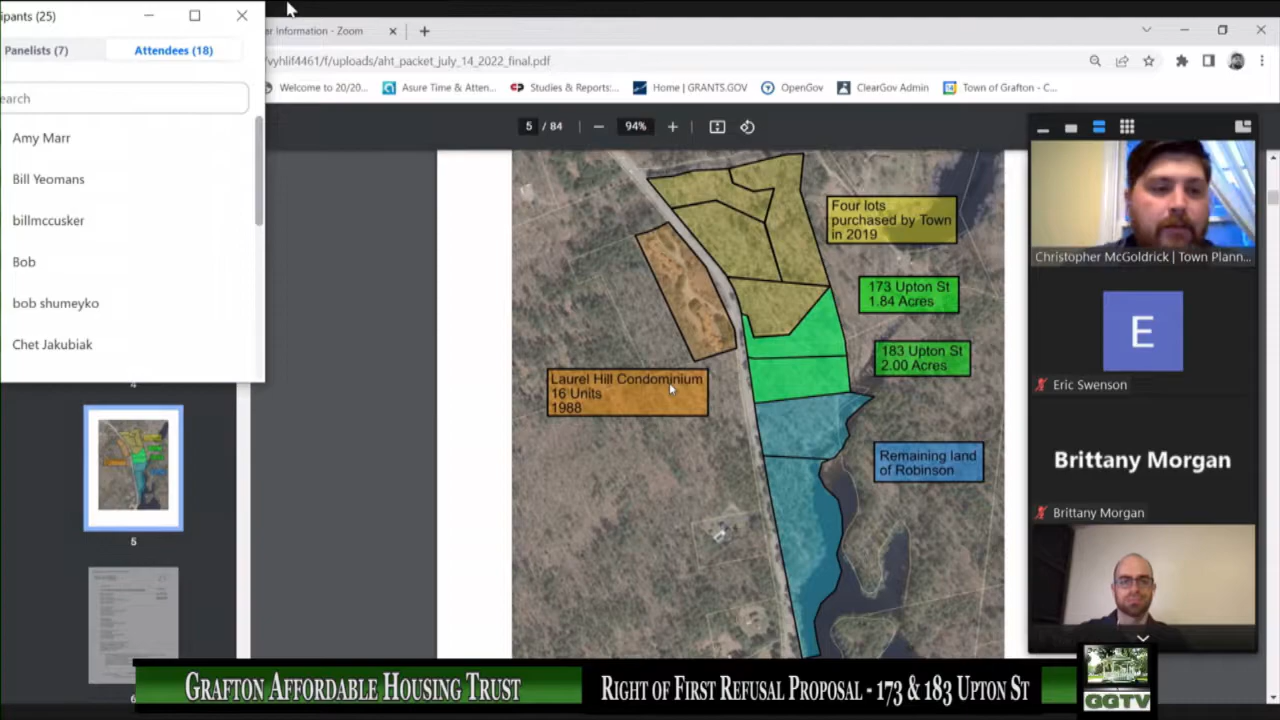 ipants (25)
Panelists (7)
Attendees (18)
earch
Amy Marr
Bill Yeomans
billmccusker
Bob
bob shumeyko
Chet Jakubiak
ar Information - Zoom
vyhlif4461/f/uploads/aht_packet_july_14_2022_final.pdf
Welcome to 20/20...
Asure Time & Atten...
Studies & Reports:...
Home | GRANTS.GOV
OpenGov
ClearGov Admin
Town of Grafton - C...
5 / 84
94%
Four lots
purchased by Town
in 2019
173 Upton St
1.84 Acres
183 Upton St
2.00 Acres
Laurel Hill Condominium
16 Units
1988
Remaining land
of Robinson
4
5
6
Christopher McGoldrick | Town Plann...
E
Eric Swenson
Brittany Morgan
Brittany Morgan
GRAFTON AFFORDABLE HOUSING TRUST
RIGHT OF FIRST REFUSAL PROPOSAL - 173 & 183 UPTON ST
GGTV